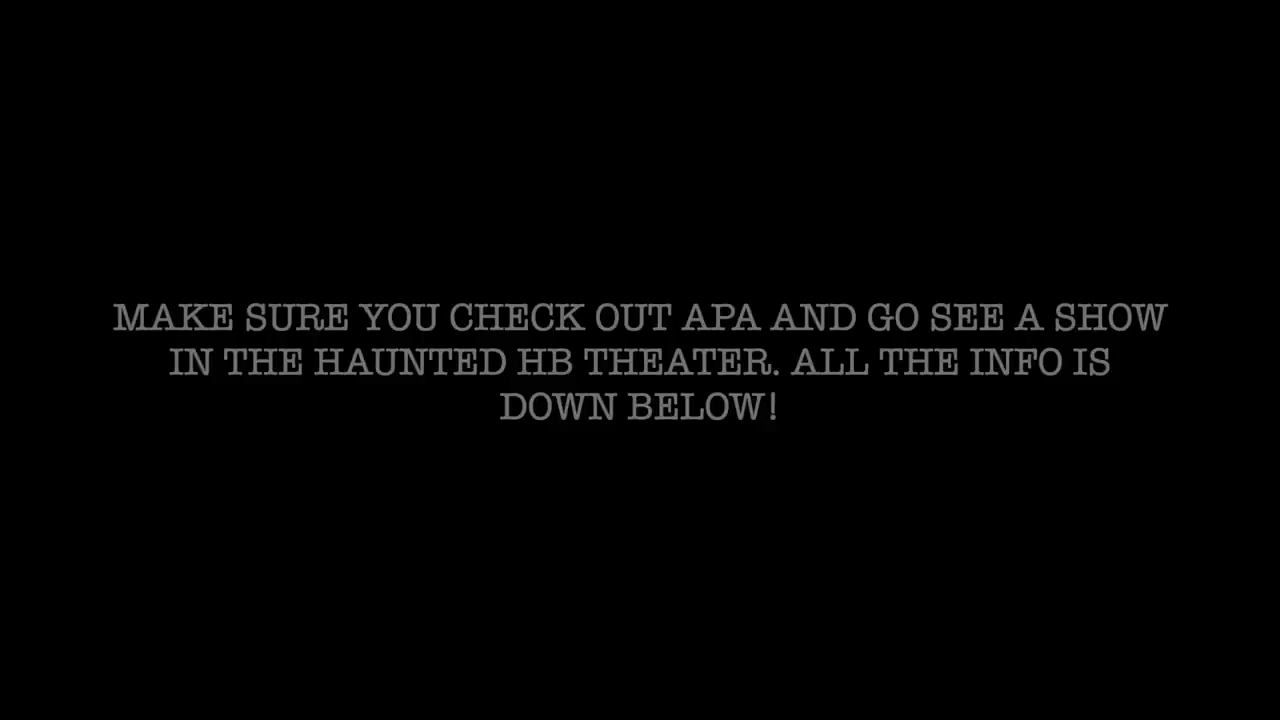 MAKE SURE YOU CHECK OUT APA AND GO SEE A SHOW
IN THE HAUNTED HB THEATER. ALL THE INFO IS
DOWN BELOW!